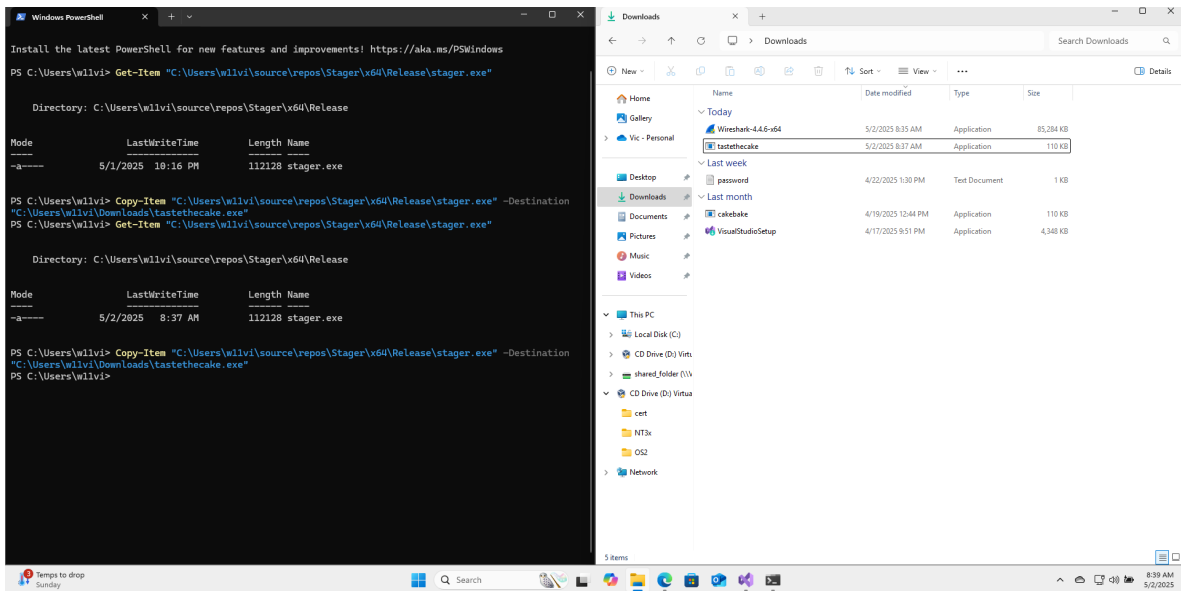 Windows PowerShell
Install the latest PowerShell for new features and improvements! https://aka.ms/PSWindows
PS C:\Users\w11vi> Get-Item "C:\Users\w11vi\source\repos\Stager\x64\Release\stager.exe"
Directory: C:\Users\w11vi\source\repos\Stager\x64\Release
Mode LastWriteTime Length Name
---- ------------- ------ ----
-a---- 5/1/2025 10:16 PM 112128 stager.exe
PS C:\Users\w11vi> Copy-Item "C:\Users\w11vi\source\repos\Stager\x64\Release\stager.exe" -Destination
"C:\Users\w11vi\Downloads\tastethecake.exe"
PS C:\Users\w11vi> Get-Item "C:\Users\w11vi\source\repos\Stager\x64\Release\stager.exe"
Directory: C:\Users\w11vi\source\repos\Stager\x64\Release
Mode LastWriteTime Length Name
---- ------------- ------ ----
-a---- 5/2/2025 8:37 AM 112128 stager.exe
PS C:\Users\w11vi> Copy-Item "C:\Users\w11vi\source\repos\Stager\x64\Release\stager.exe" -Destination
"C:\Users\w11vi\Downloads\tastethecake.exe"
PS C:\Users\w11vi>
Downloads
Downloads
Search Downloads
New Sort View Details
Home
Gallery
Vic - Personal
Desktop
Downloads
Documents
Pictures
Music
Videos
This PC
Local Disk (C:)
CD Drive (D:) Virtu
shared_folder (\\V
CD Drive (D:) Virtua
cert
NT3x
OS2
Network
Name Date modified Type Size
Today
Wireshark-4.4.6-x64 5/2/2025 8:35 AM Application 85,284 KB
tastethecake 5/2/2025 8:37 AM Application 110 KB
Last week
password 4/22/2025 1:30 PM Text Document 1 KB
Last month
cakebake 4/19/2025 12:44 PM Application 110 KB
VisualStudioSetup 4/17/2025 9:51 PM Application 4,348 KB
5 items
3
Temps to drop
Sunday
Search
8:39 AM
5/2/2025